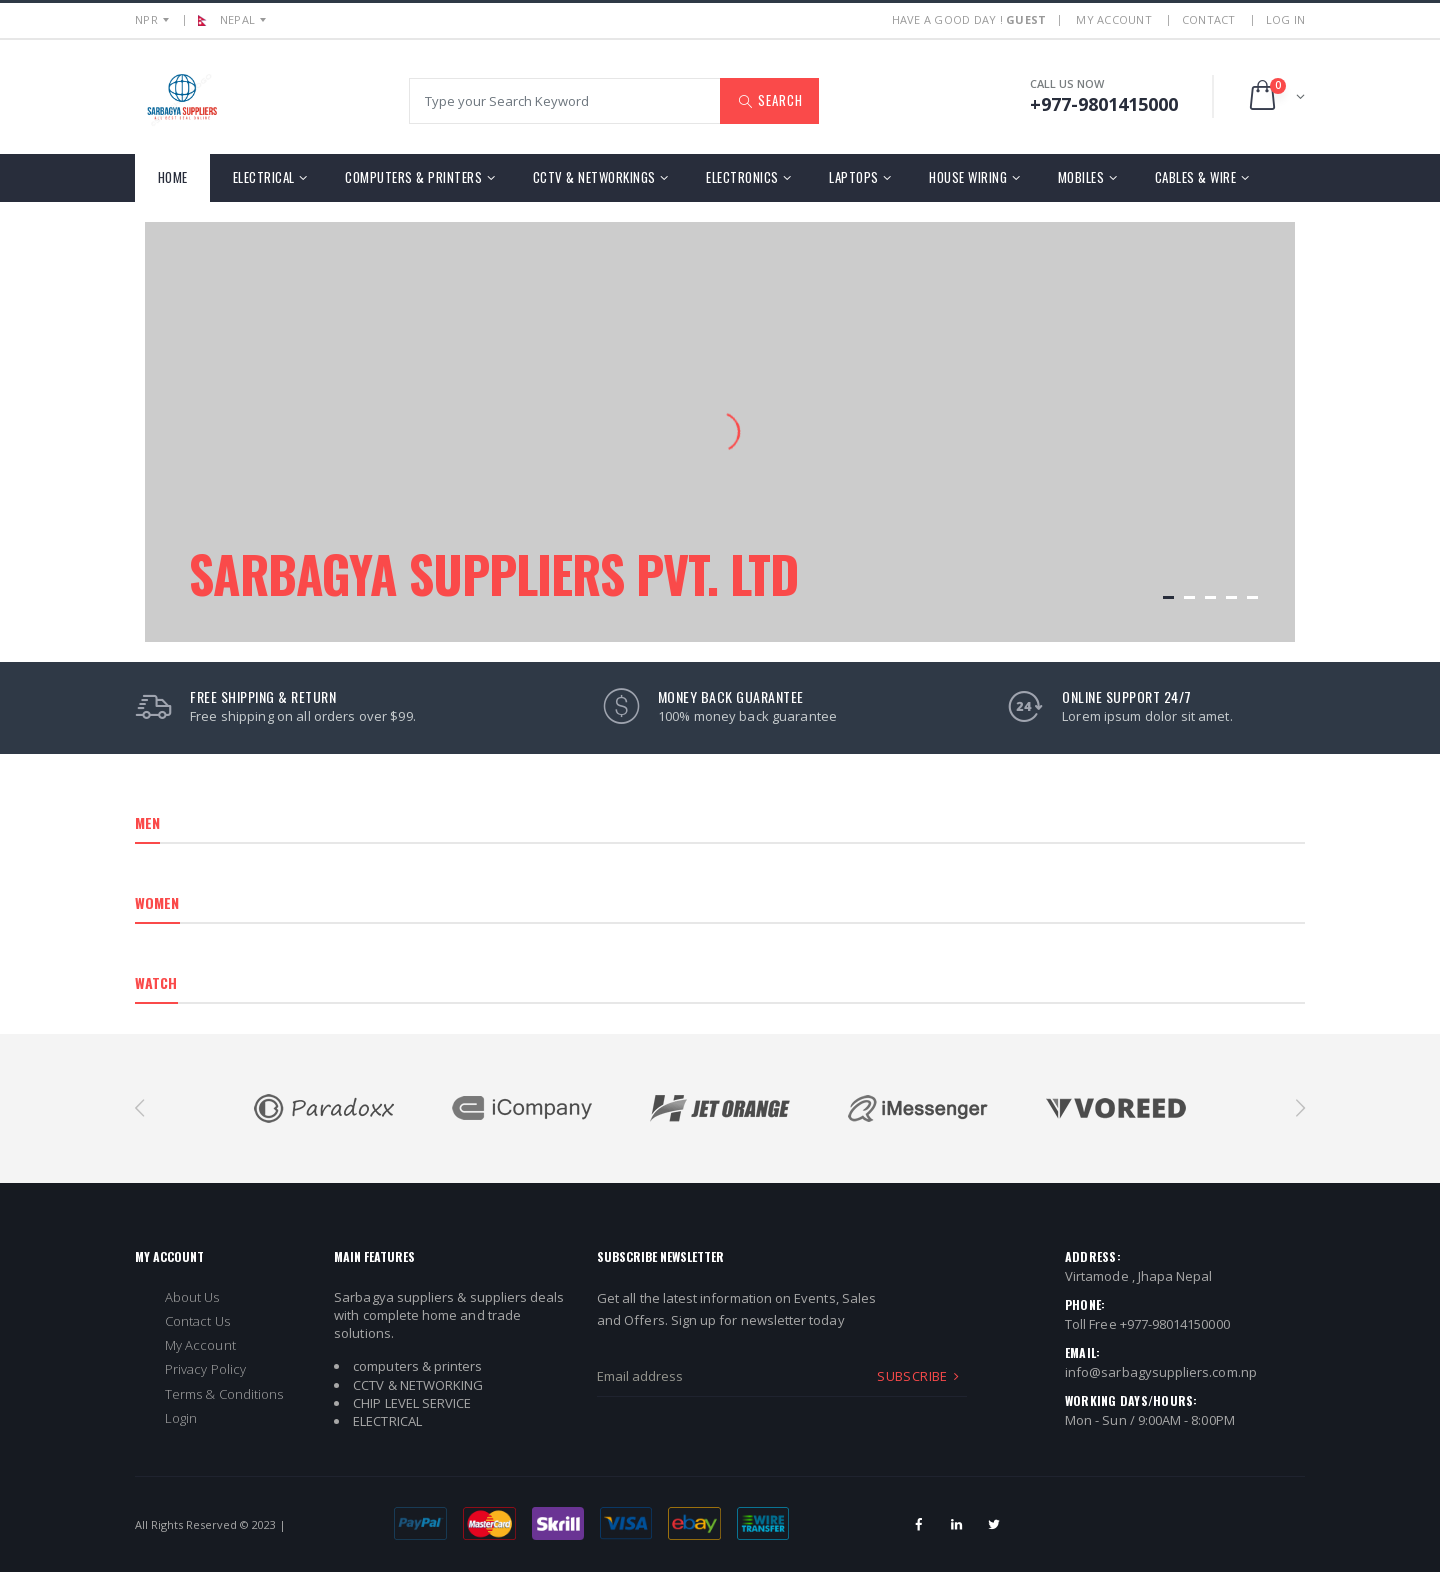 NPR
NEPAL
HAVE A GOOD DAY ! GUEST
MY ACCOUNT
CONTACT
LOG IN
SARBAGYA SUPPLIERS
Type your Search Keyword
SEARCH
CALL US NOW
+977-9801415000
0
HOME
ELECTRICAL
COMPUTERS & PRINTERS
CCTV & NETWORKINGS
ELECTRONICS
LAPTOPS
HOUSE WIRING
MOBILES
CABLES & WIRE
SARBAGYA SUPPLIERS PVT. LTD
FREE SHIPPING & RETURN
Free shipping on all orders over $99.
MONEY BACK GUARANTEE
100% money back guarantee
24
ONLINE SUPPORT 24/7
Lorem ipsum dolor sit amet.
MEN
WOMEN
WATCH
Paradoxx
iCompany
JET ORANGE
iMessenger
VOREED
MY ACCOUNT
About Us
Contact Us
My Account
Privacy Policy
Terms & Conditions
Login
MAIN FEATURES
Sarbagya suppliers & suppliers deals
with complete home and trade
solutions.
computers & printers
CCTV & NETWORKING
CHIP LEVEL SERVICE
ELECTRICAL
SUBSCRIBE NEWSLETTER
Get all the latest information on Events, Sales
and Offers. Sign up for newsletter today
Email address
SUBSCRIBE
ADDRESS:
Virtamode , Jhapa Nepal
PHONE:
Toll Free +977-98014150000
EMAIL:
info@sarbagysuppliers.com.np
WORKING DAYS/HOURS:
Mon - Sun / 9:00AM - 8:00PM
All Rights Reserved © 2023 |
PayPal
MasterCard
Skrill
VISA
ebay
WIRE
TRANSFER